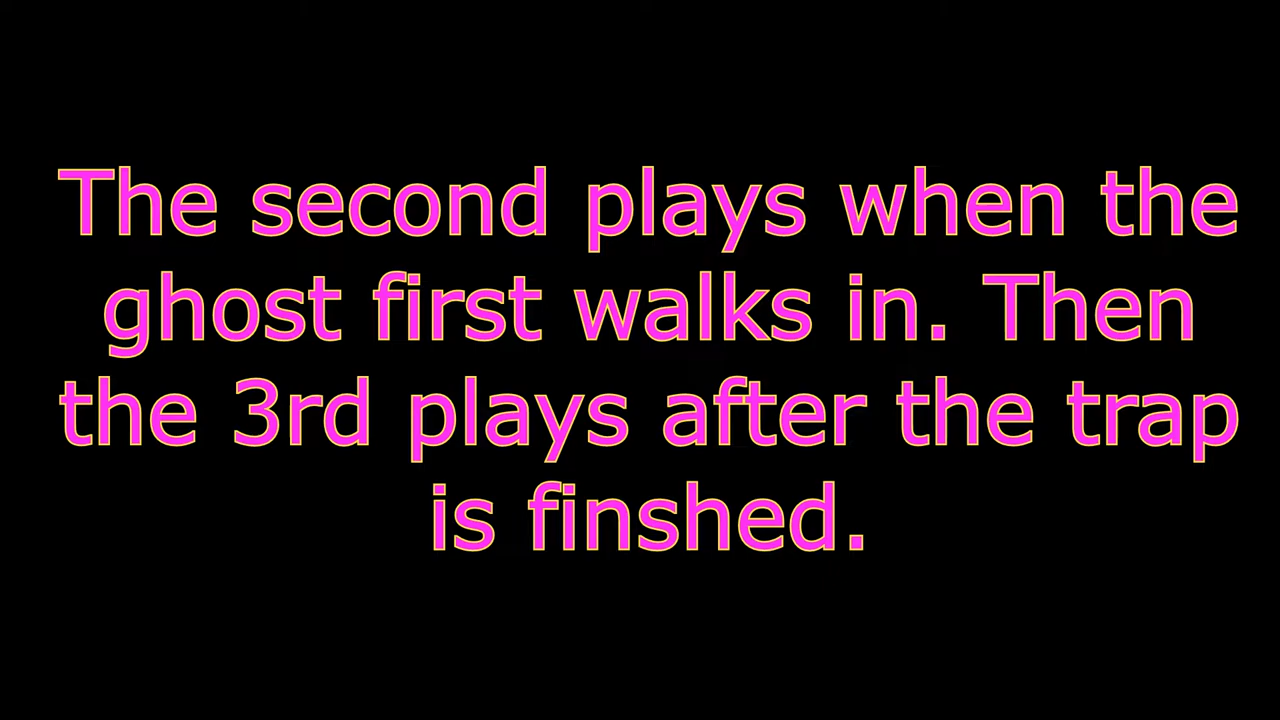 The second plays when the
ghost first walks in. Then
the 3rd plays after the trap
is finshed.